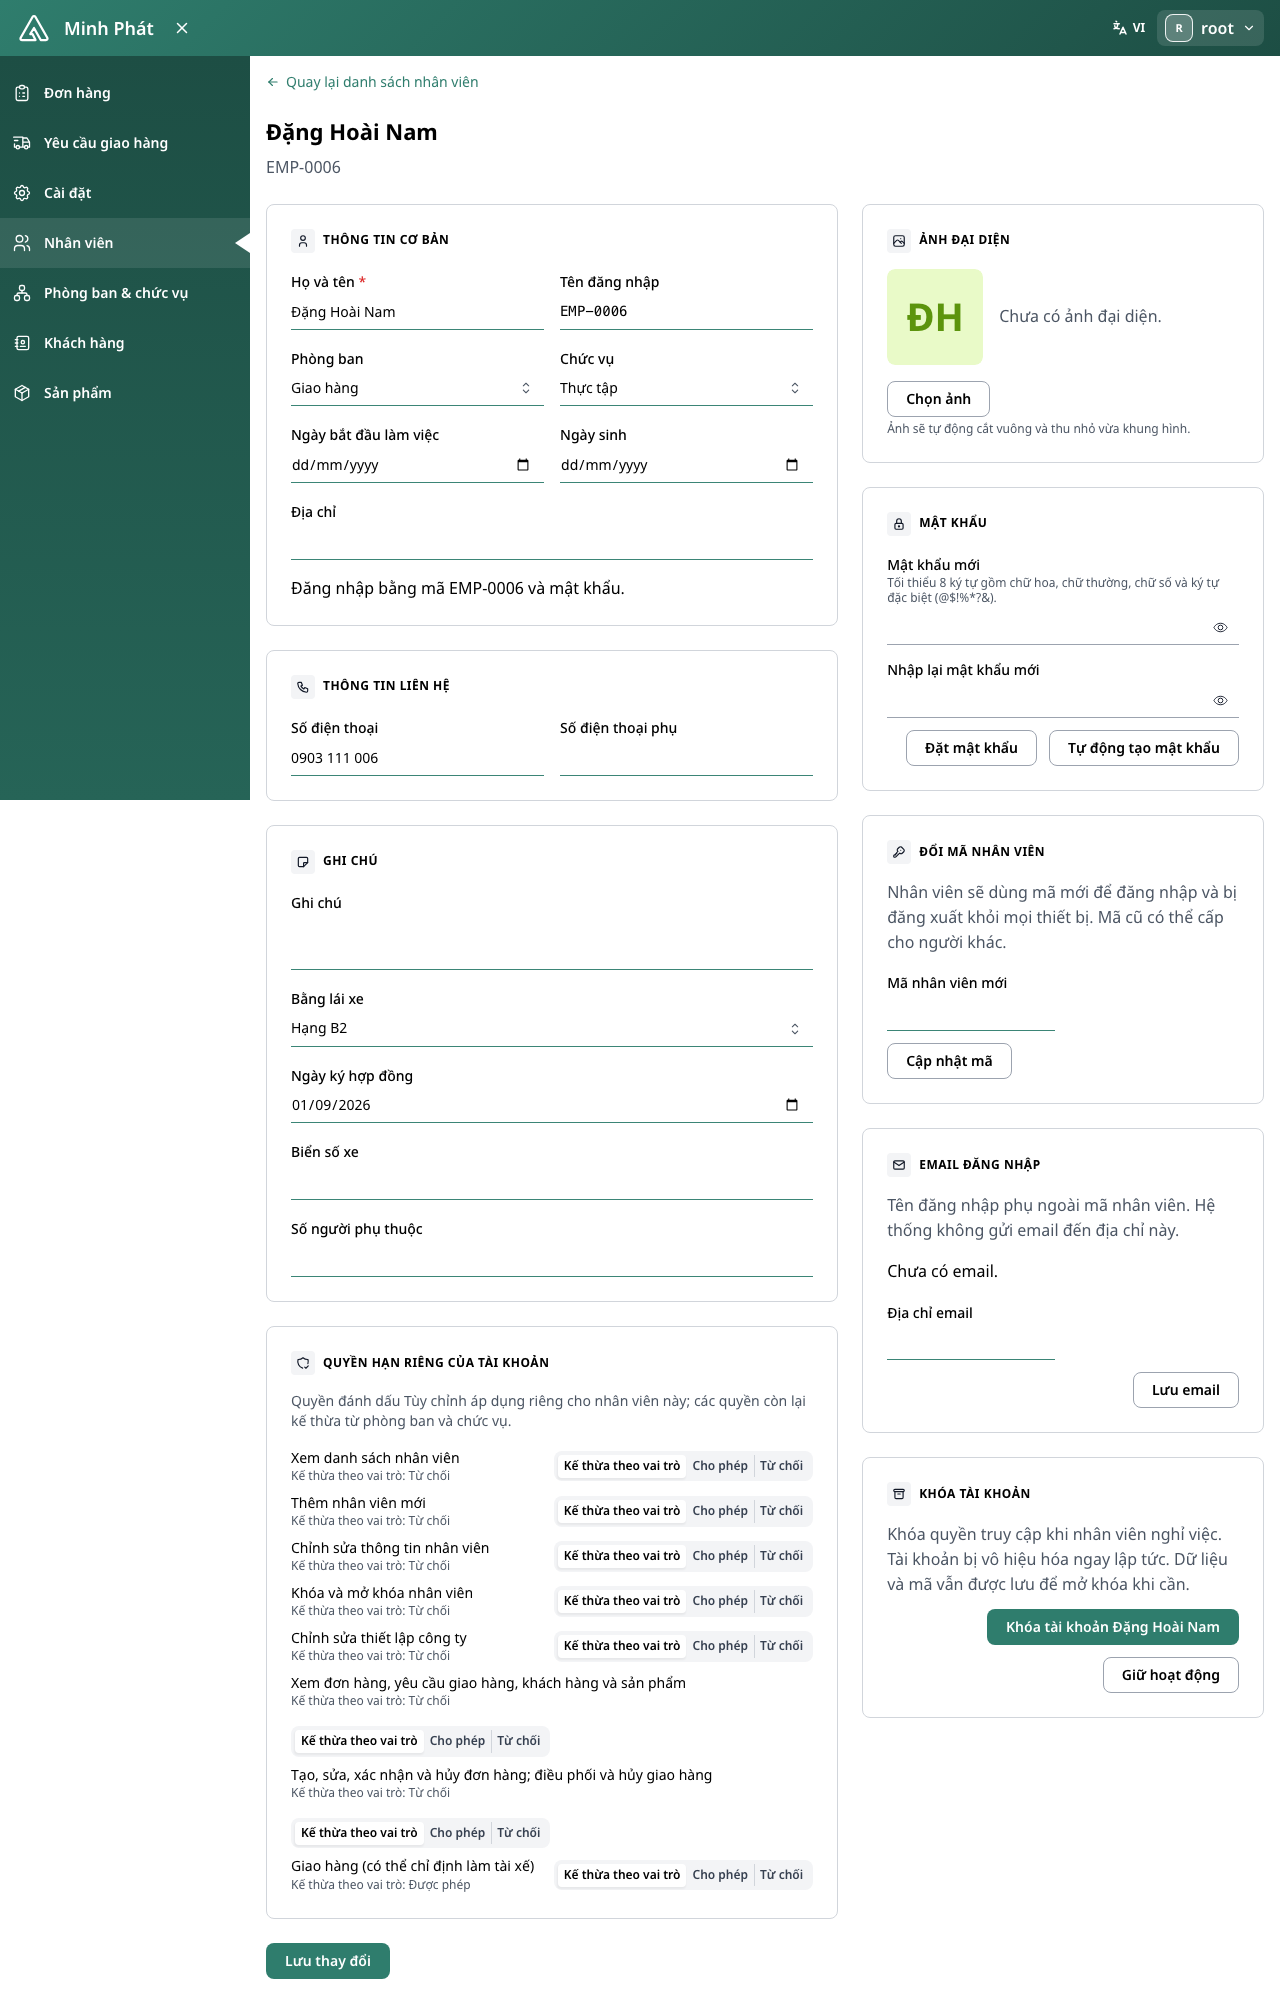 Minh Phát
VI
R
root
Đơn hàng
Yêu cầu giao hàng
Cài đặt
Nhân viên
Phòng ban & chức vụ
Khách hàng
Sản phẩm
Quay lại danh sách nhân viên
Đặng Hoài Nam
EMP-0006
THÔNG TIN CƠ BẢN
Họ và tên *
Tên đăng nhập
Đặng Hoài Nam
EMP-0006
Phòng ban
Chức vụ
Giao hàng
Thực tập
Ngày bắt đầu làm việc
Ngày sinh
dd/mm/yyyy
dd/mm/yyyy
Địa chỉ
Đăng nhập bằng mã EMP-0006 và mật khẩu.
THÔNG TIN LIÊN HỆ
Số điện thoại
Số điện thoại phụ
0903 111 006
GHI CHÚ
Ghi chú
Bằng lái xe
Hạng B2
Ngày ký hợp đồng
01/09/2026
Biển số xe
Số người phụ thuộc
QUYỀN HẠN RIÊNG CỦA TÀI KHOẢN
Quyền đánh dấu Tùy chỉnh áp dụng riêng cho nhân viên này; các quyền còn lại
kế thừa từ phòng ban và chức vụ.
Xem danh sách nhân viên
Kế thừa theo vai trò: Từ chối
Kế thừa theo vai trò
Cho phép
Từ chối
Thêm nhân viên mới
Kế thừa theo vai trò: Từ chối
Kế thừa theo vai trò
Cho phép
Từ chối
Chỉnh sửa thông tin nhân viên
Kế thừa theo vai trò: Từ chối
Kế thừa theo vai trò
Cho phép
Từ chối
Khóa và mở khóa nhân viên
Kế thừa theo vai trò: Từ chối
Kế thừa theo vai trò
Cho phép
Từ chối
Chỉnh sửa thiết lập công ty
Kế thừa theo vai trò: Từ chối
Kế thừa theo vai trò
Cho phép
Từ chối
Xem đơn hàng, yêu cầu giao hàng, khách hàng và sản phẩm
Kế thừa theo vai trò: Từ chối
Kế thừa theo vai trò
Cho phép
Từ chối
Tạo, sửa, xác nhận và hủy đơn hàng; điều phối và hủy giao hàng
Kế thừa theo vai trò: Từ chối
Kế thừa theo vai trò
Cho phép
Từ chối
Giao hàng (có thể chỉ định làm tài xế)
Kế thừa theo vai trò: Được phép
Kế thừa theo vai trò
Cho phép
Từ chối
Lưu thay đổi
ẢNH ĐẠI DIỆN
ĐH
Chưa có ảnh đại diện.
Chọn ảnh
Ảnh sẽ tự động cắt vuông và thu nhỏ vừa khung hình.
MẬT KHẨU
Mật khẩu mới
Tối thiểu 8 ký tự gồm chữ hoa, chữ thường, chữ số và ký tự
đặc biệt (@$!%*?&).
Nhập lại mật khẩu mới
Đặt mật khẩu
Tự động tạo mật khẩu
ĐỔI MÃ NHÂN VIÊN
Nhân viên sẽ dùng mã mới để đăng nhập và bị
đăng xuất khỏi mọi thiết bị. Mã cũ có thể cấp
cho người khác.
Mã nhân viên mới
Cập nhật mã
EMAIL ĐĂNG NHẬP
Tên đăng nhập phụ ngoài mã nhân viên. Hệ
thống không gửi email đến địa chỉ này.
Chưa có email.
Địa chỉ email
Lưu email
KHÓA TÀI KHOẢN
Khóa quyền truy cập khi nhân viên nghỉ việc.
Tài khoản bị vô hiệu hóa ngay lập tức. Dữ liệu
và mã vẫn được lưu để mở khóa khi cần.
Khóa tài khoản Đặng Hoài Nam
Giữ hoạt động